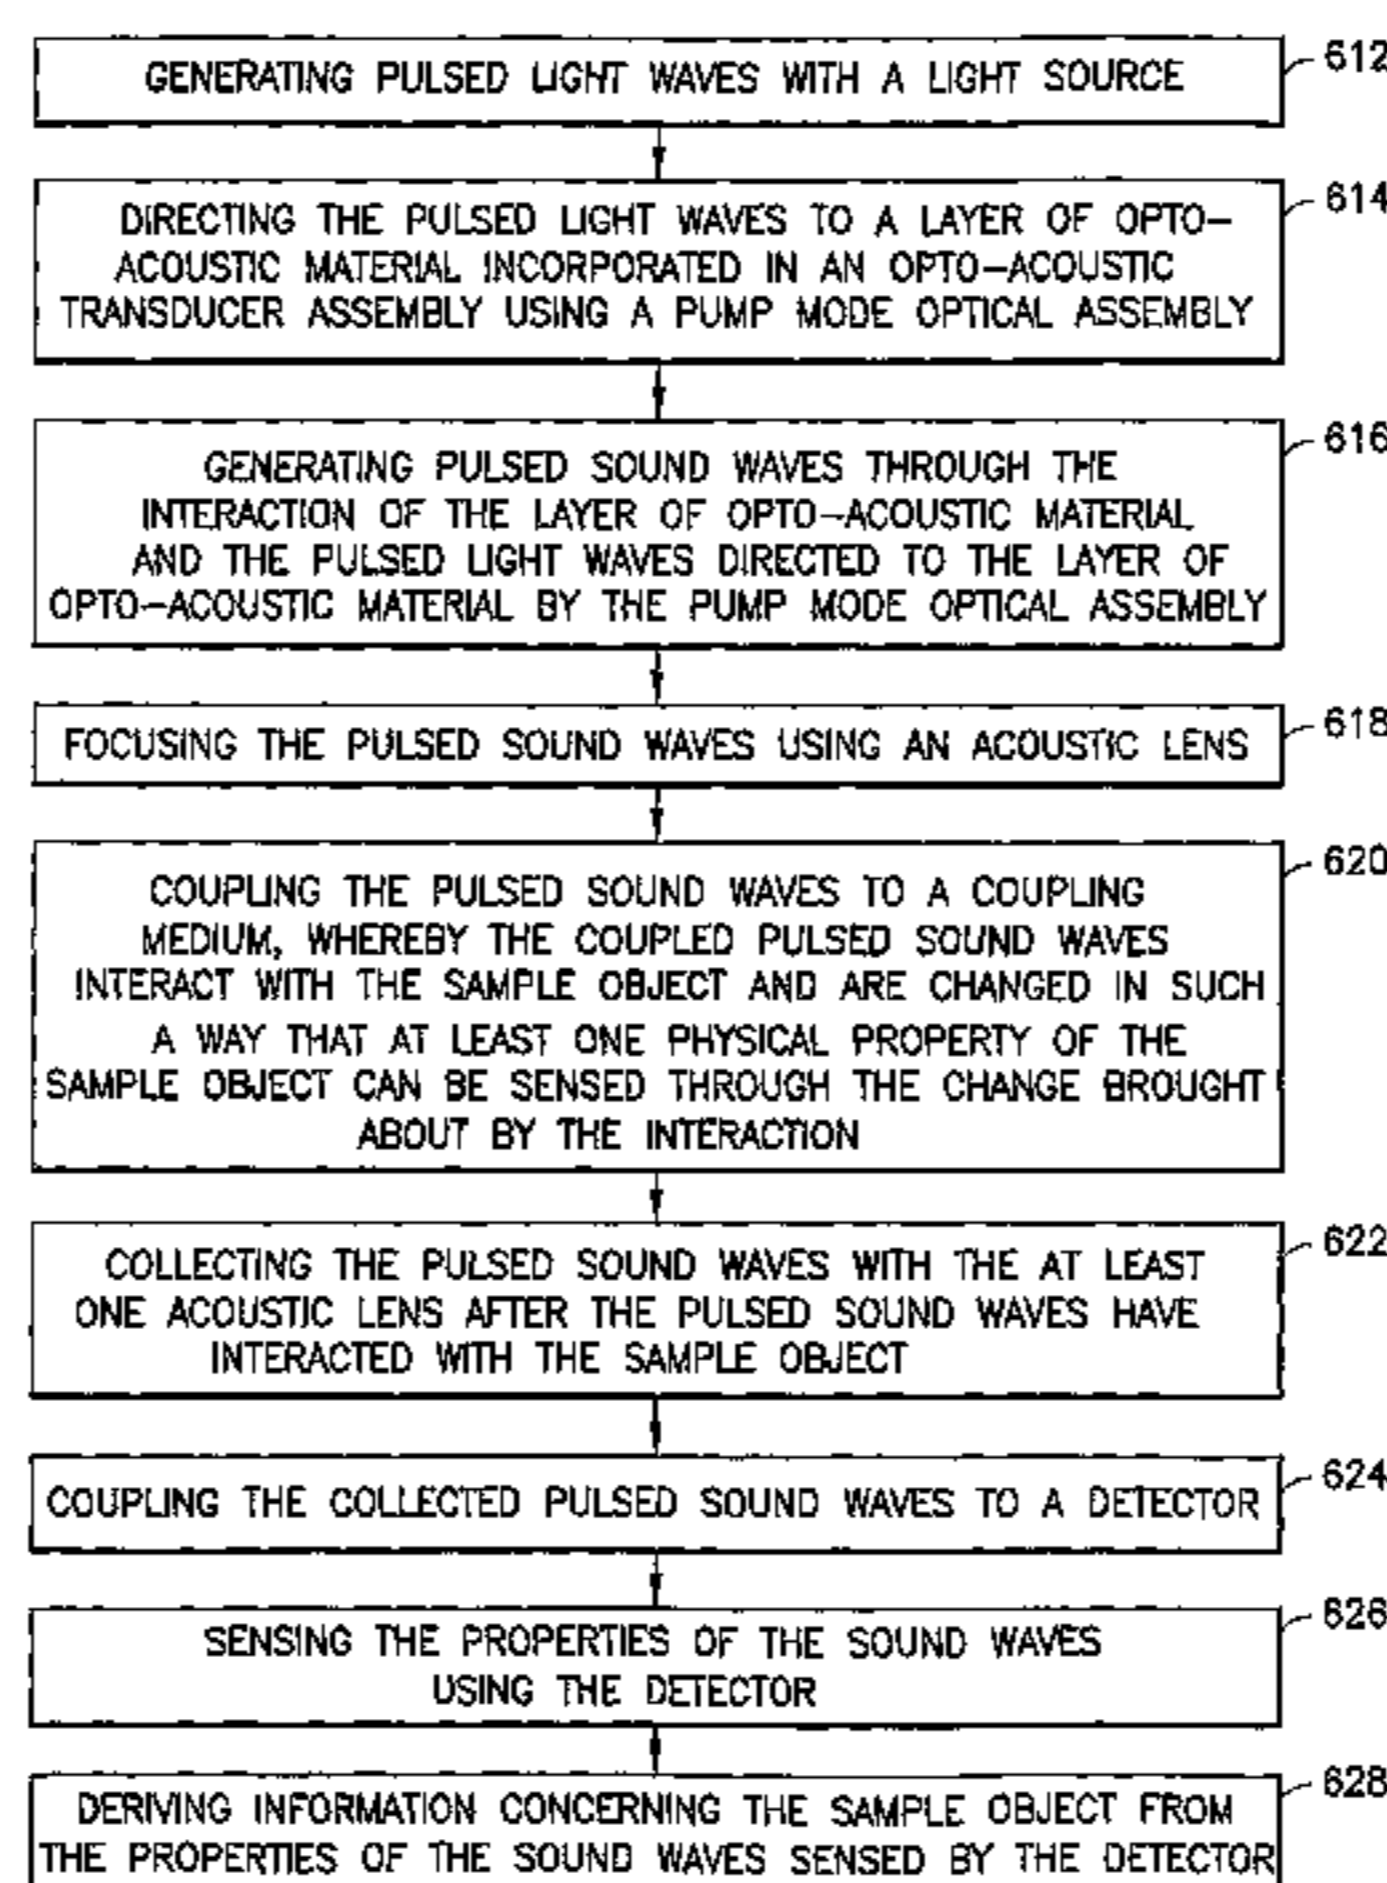 GENERATING PULSED LIGHT WAVES WITH A LIGHT SOURCE
612
DIRECTING THE PULSED LIGHT WAVES TO A LAYER OF OPTO-
ACOUSTIC MATERIAL INCORPORATED IN AN OPTO-ACOUSTIC
TRANSDUCER ASSEMBLY USING A PUMP MODE OPTICAL ASSEMBLY
614
GENERATING PULSED SOUND WAVES THROUGH THE
INTERACTION OF THE LAYER OF OPTO-ACOUSTIC MATERIAL
AND THE PULSED LIGHT WAVES DIRECTED TO THE LAYER OF
OPTO-ACOUSTIC MATERIAL BY THE PUMP MODE OPTICAL ASSEMBLY
616
FOCUSING THE PULSED SOUND WAVES USING AN ACOUSTIC LENS
618
COUPLING THE PULSED SOUND WAVES TO A COUPLING
MEDIUM, WHEREBY THE COUPLED PULSED SOUND WAVES
INTERACT WITH THE SAMPLE OBJECT AND ARE CHANGED IN SUCH
A WAY THAT AT LEAST ONE PHYSICAL PROPERTY OF THE
SAMPLE OBJECT CAN BE SENSED THROUGH THE CHANGE BROUGHT
ABOUT BY THE INTERACTION
620
COLLECTING THE PULSED SOUND WAVES WITH THE AT LEAST
ONE ACOUSTIC LENS AFTER THE PULSED SOUND WAVES HAVE
INTERACTED WITH THE SAMPLE OBJECT
622
COUPLING THE COLLECTED PULSED SOUND WAVES TO A DETECTOR
624
SENSING THE PROPERTIES OF THE SOUND WAVES
USING THE DETECTOR
626
DERIVING INFORMATION CONCERNING THE SAMPLE OBJECT FROM
THE PROPERTIES OF THE SOUND WAVES SENSED BY THE DETECTOR
628